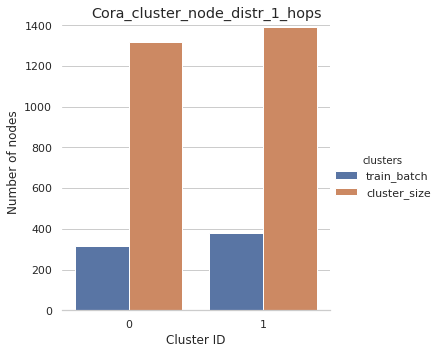 Cora_cluster_node_distr_1_hops
Number of nodes
1400
1200
1000
800
600
400
200
0
0
1
Cluster ID
clusters
train_batch
cluster_size